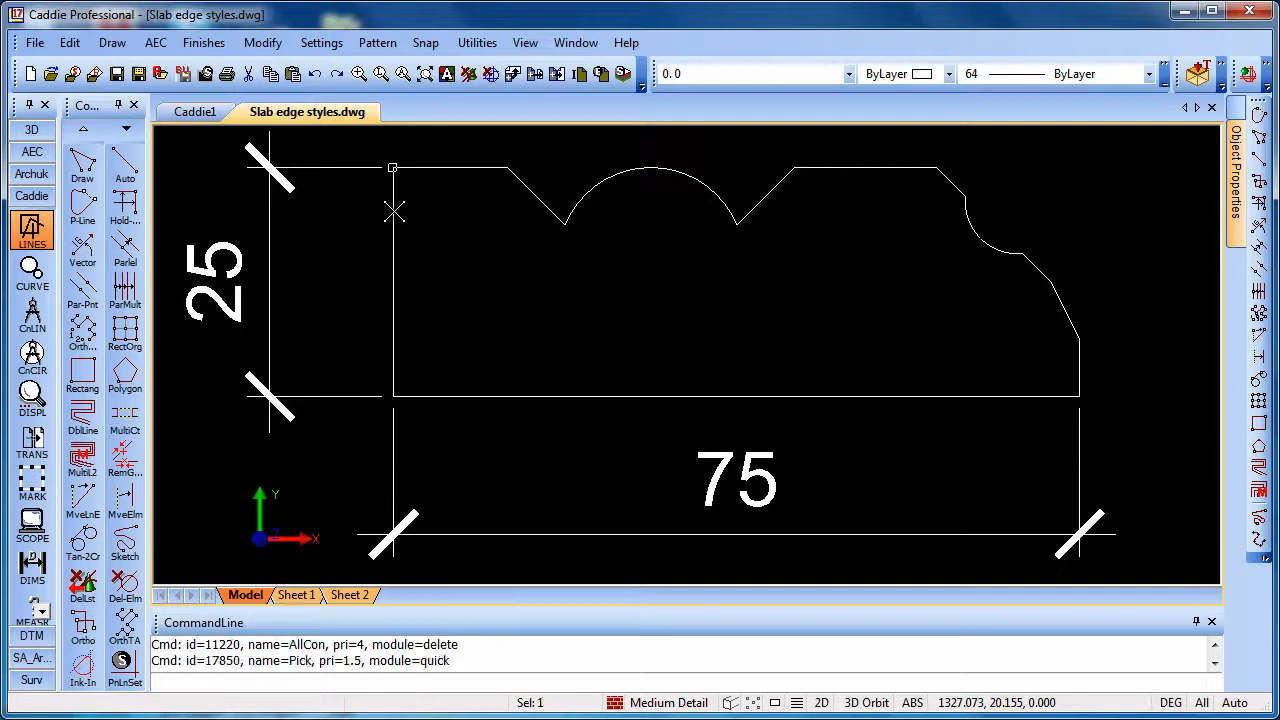 Caddie Professional - [Slab edge styles.dwg]
File Edit Draw AEC Finishes Modify Settings Pattern Snap Utilities View Window Help
0. 0 ByLayer 64 ByLayer
Co... Caddie1 Slab edge styles.dwg
3D
AEC
Archuk
Caddie
LINES
CURVE
CnLIN
CnCIR
DISPL
TRANS
MARK
SCOPE
DIMS
DTM
SA_Ar...
Surv
Draw Auto
P-Line Hold-...
Vector Parlel
Par-Pnt ParMult
Orth... RectOrg
Rectang Polygon
DblLine MultiCt
MultiL2 RemG...
MveLnE MveElm
Tan-2Cr Sketch
DelLst Del-Elm
Ortho OrthTA
Ink-In PnLnSet
25
75
Y
Z X
Object Properties
Model Sheet 1 Sheet 2
CommandLine
Cmd: id=11220, name=AllCon, pri=4, module=delete
Cmd: id=17850, name=Pick, pri=1.5, module=quick
Sel: 1 Medium Detail 2D 3D Orbit ABS 1327.073, 20.155, 0.000 DEG All Auto